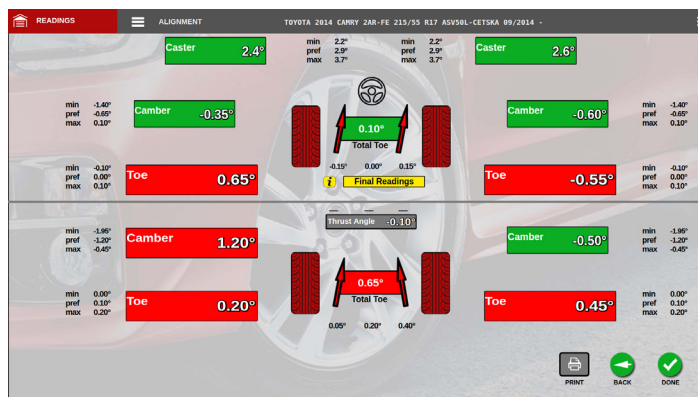 READINGS
ALIGNMENT
TOYOTA 2014 CAMRY 2AR-FE 215/55 R17 ASV50L-CETSKA 09/2014 -
Caster 2.4°
min 2.2°
pref 2.9°
max 3.7°
min 2.2°
pref 2.9°
max 3.7°
Caster 2.6°
min -1.40°
pref -0.65°
max 0.10°
Camber -0.35°
0.10°
Total Toe
Camber -0.60°
min -1.40°
pref -0.65°
max 0.10°
min -0.10°
pref 0.00°
max 0.10°
Toe 0.65°
-0.15° 0.00° 0.15°
i Final Readings
Toe -0.55°
min -0.10°
pref 0.00°
max 0.10°
Thrust Angle -0.10°
min -1.95°
pref -1.20°
max -0.45°
Camber 1.20°
Camber -0.50°
min -1.95°
pref -1.20°
max -0.45°
0.65°
Total Toe
min 0.00°
pref 0.10°
max 0.20°
Toe 0.20°
0.05° 0.20° 0.40°
Toe 0.45°
min 0.00°
pref 0.10°
max 0.20°
PRINT BACK DONE